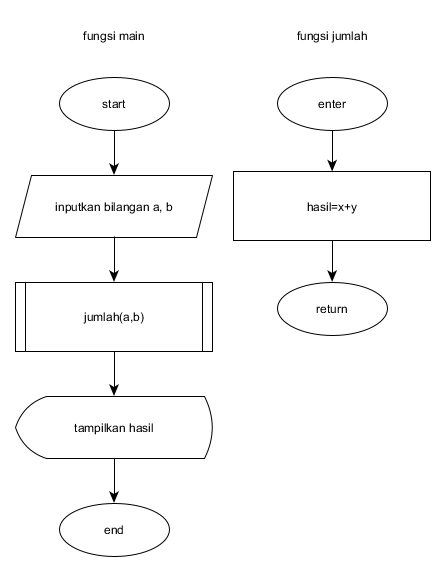 fungsi main
start
inputkan bilangan a, b
jumlah(a,b)
tampilkan hasil
end
fungsi jumlah
enter
hasil=x+y
return